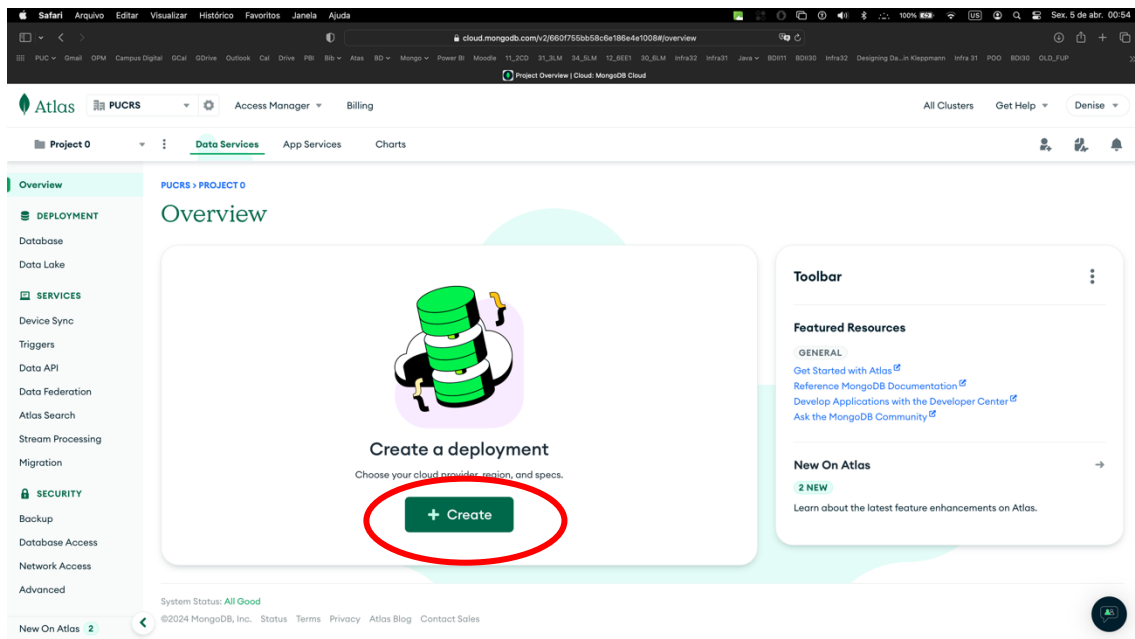 Safari Arquivo Editar Visualizar Histórico Favoritos Janela Ajuda 100% US Sex. 5 de abr. 00:54
cloud.mongodb.com/v2/660f755bb58c6e186e4e1008#/overview
PUC Gmail OPM Campus Digital GCal GDrive Outlook Cal Drive PBI Bib Atas BD Mongo Power BI Moodle 11_2CD 31_3LM 34_5LM 12_6EE1 30_6LM Infra32 Infra31 Java BDII11 BDII30 Infra32 Designing Da...in Kleppmann Infra 31 POO BDI30 OLD_FUP
Project Overview | Cloud: MongoDB Cloud
Atlas PUCRS Access Manager Billing All Clusters Get Help Denise
Project 0 Data Services App Services Charts
Overview
DEPLOYMENT
Database
Data Lake
SERVICES
Device Sync
Triggers
Data API
Data Federation
Atlas Search
Stream Processing
Migration
SECURITY
Backup
Database Access
Network Access
Advanced
New On Atlas 2
PUCRS > PROJECT 0
Overview
Create a deployment
Choose your cloud provider, region, and specs.
+ Create
Toolbar
Featured Resources
GENERAL
Get Started with Atlas
Reference MongoDB Documentation
Develop Applications with the Developer Center
Ask the MongoDB Community
New On Atlas
2 NEW
Learn about the latest feature enhancements on Atlas.
System Status: All Good
©2024 MongoDB, Inc. Status Terms Privacy Atlas Blog Contact Sales